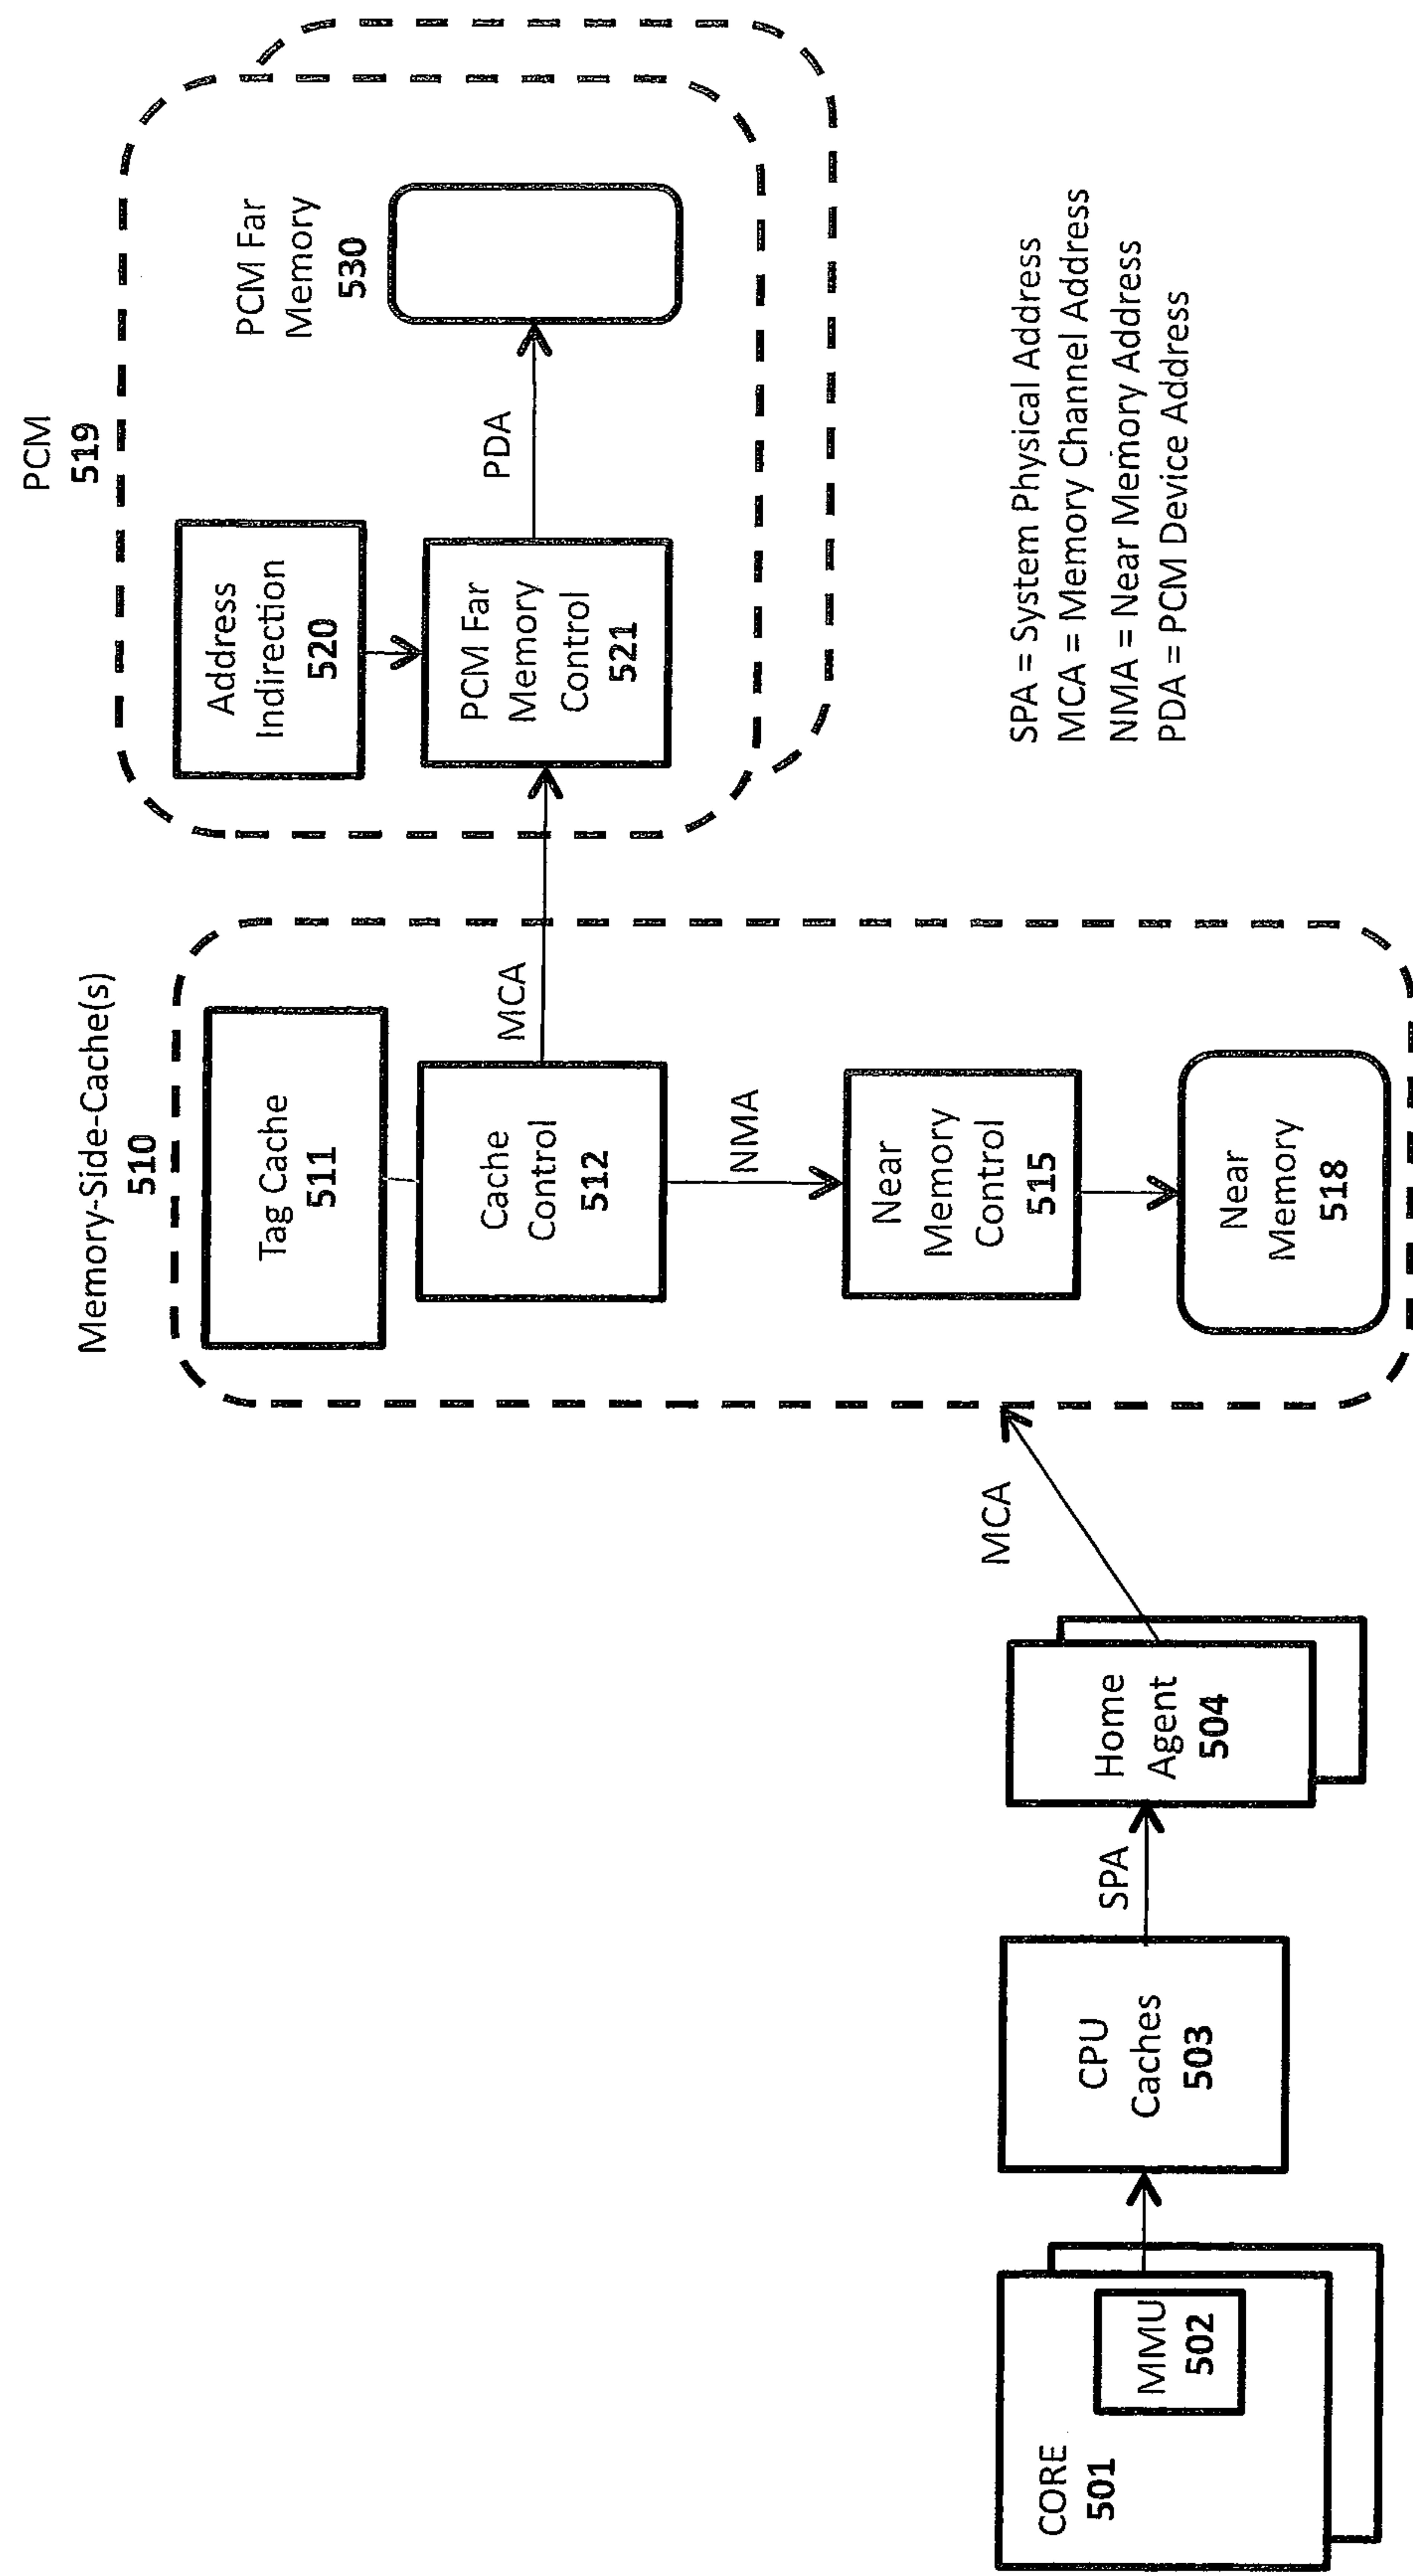 CORE
501
MMU
502
CPU
Caches
503
SPA
Home
Agent
504
MCA
Memory-Side-Cache(s)
510
Tag Cache
511
Cache
Control
512
NMA
Near
Memory
Control
515
Near
Memory
518
MCA
PCM
519
Address
Indirection
520
PCM Far
Memory
Control
521
PDA
PCM Far
Memory
530
SPA = System Physical Address
MCA = Memory Channel Address
NMA = Near Memory Address
PDA = PCM Device Address